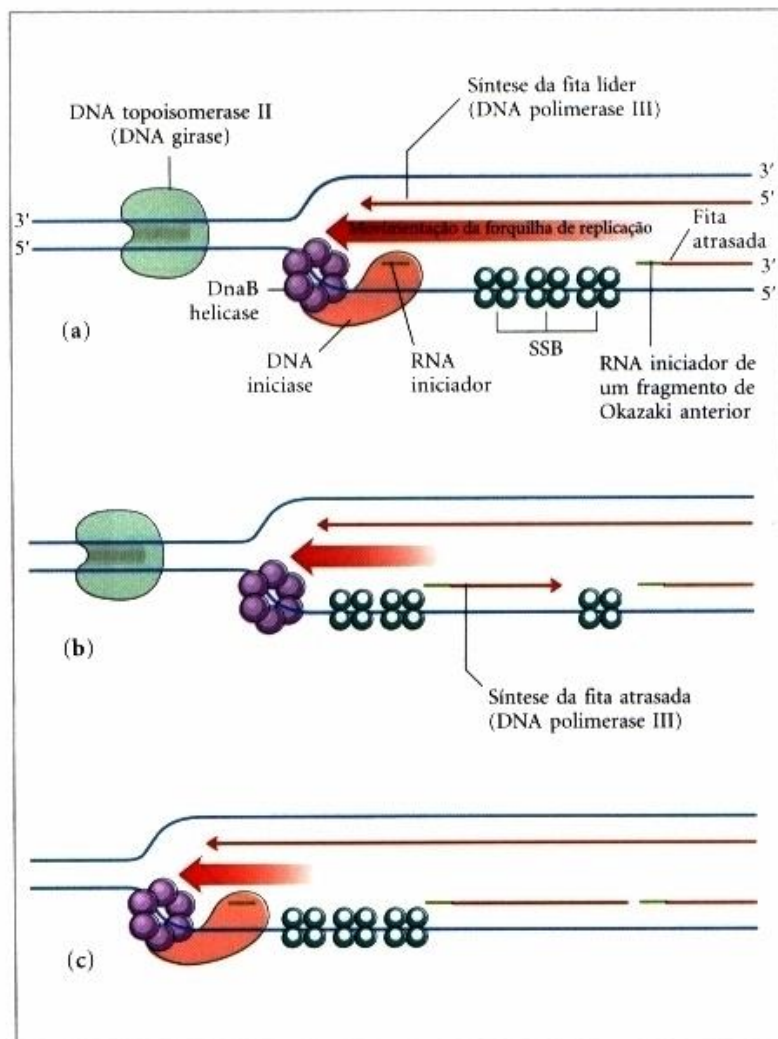 Síntese da fita líder
(DNA polimerase III)
DNA topoisomerase II
(DNA girase)
3'
5'
3'
5'
Movimentação da forquilha de replicação
Fita
atrasada
3'
5'
DnaB
helicase
(a)
DNA
iniciase
RNA
iniciador
SSB
RNA iniciador de
um fragmento de
Okazaki anterior
(b)
Síntese da fita atrasada
(DNA polimerase III)
(c)